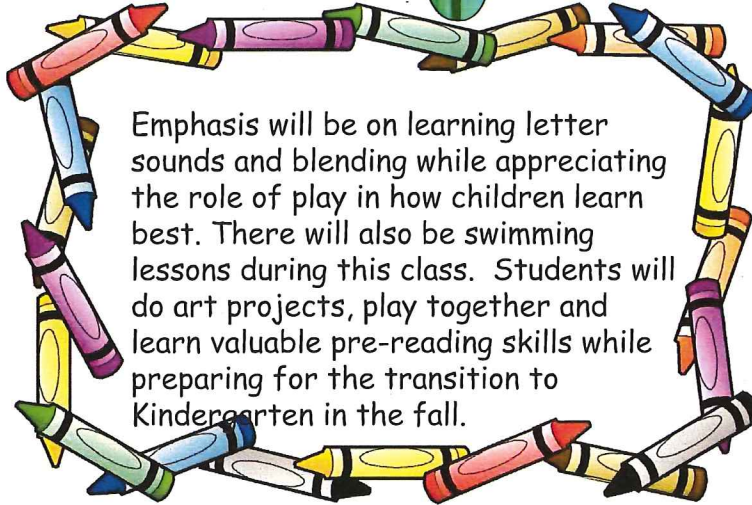 Emphasis will be on learning letter
sounds and blending while appreciating
the role of play in how children learn
best. There will also be swimming
lessons during this class.  Students will
do art projects, play together and
learn valuable pre-reading skills while
preparing for the transition to
Kindergarten in the fall.